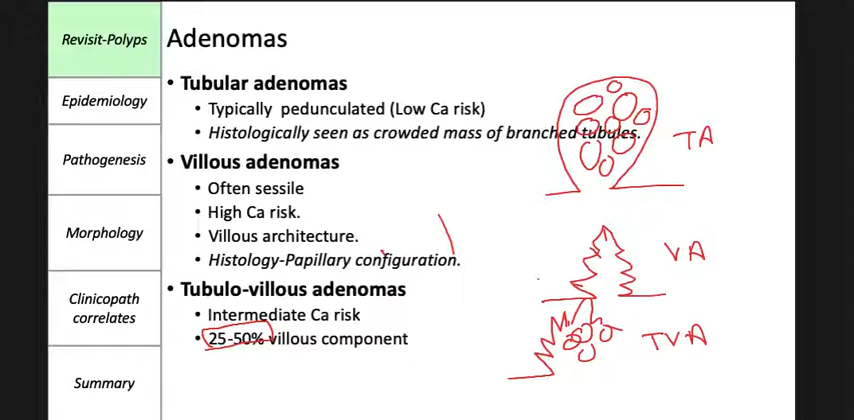 Revisit-Polyps
Adenomas
Epidemiology
Pathogenesis
Morphology
Clinicopath
correlates
Summary
• Tubular adenomas
• Typically pedunculated (Low Ca risk)
• Histologically seen as crowded mass of branched tubules.
• Villous adenomas
• Often sessile
• High Ca risk.
• Villous architecture.
• Histology-Papillary configuration.
• Tubulo-villous adenomas
• Intermediate Ca risk
• 25-50% villous component
TA
VA
TVA